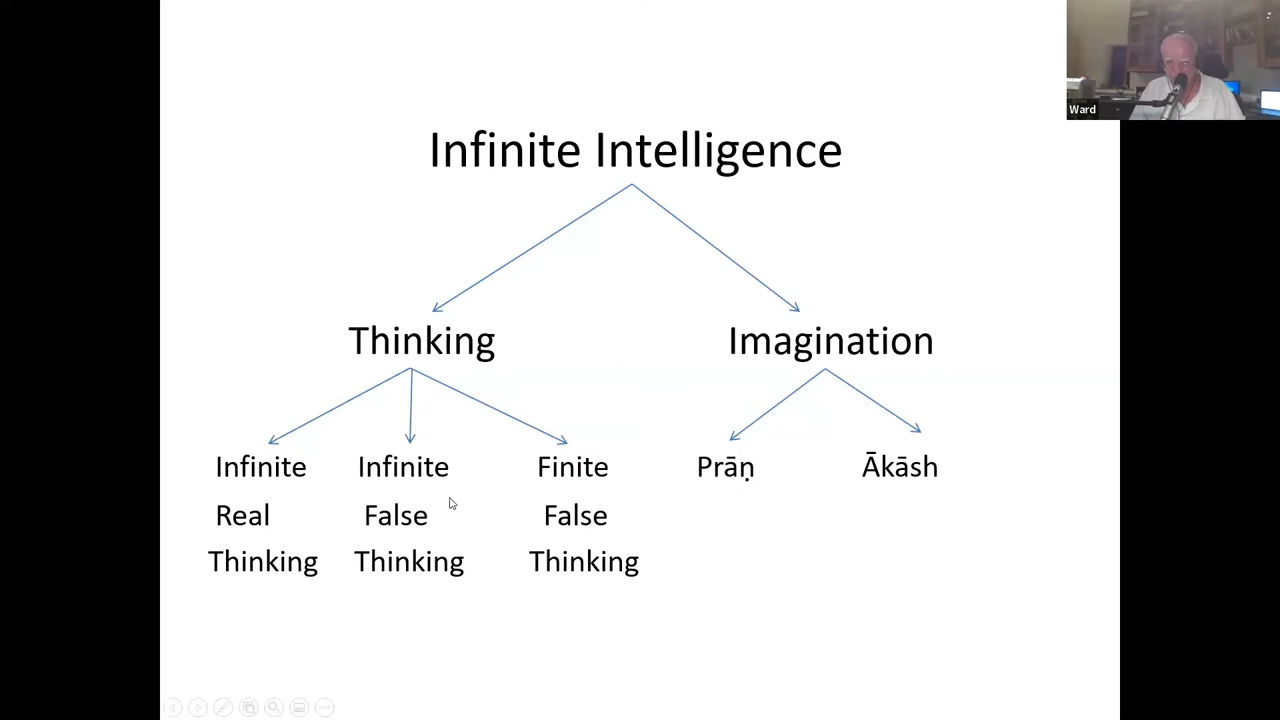 Ward
Infinite Intelligence
Thinking
Imagination
Infinite
Real
Thinking
Infinite
False
Thinking
Finite
False
Thinking
Prāṇ
Ākāsh